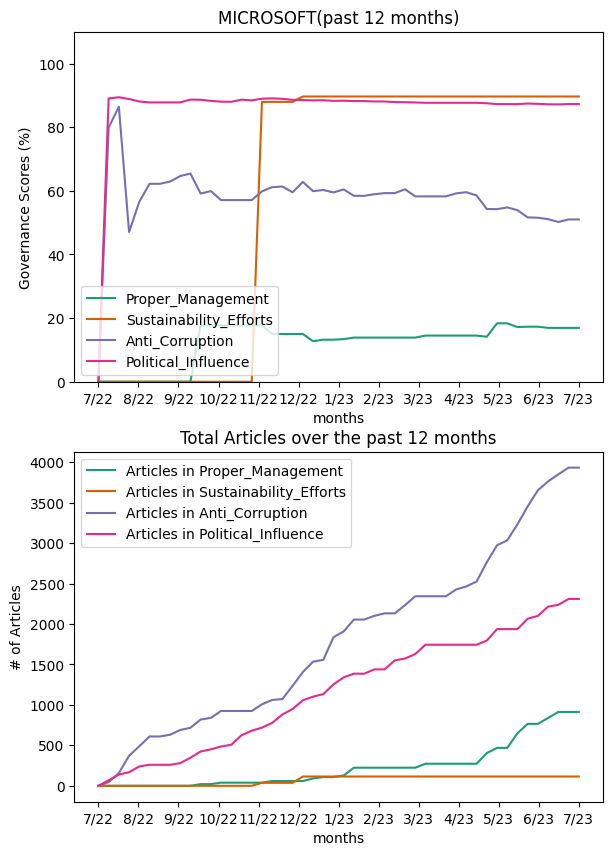 MICROSOFT(past 12 months)
Governance Scores (%)
100
80
60
40
20
0
Proper_Management
Sustainability_Efforts
Anti_Corruption
Political_Influence
7/22 8/22 9/22 10/22 11/22 12/22 1/23 2/23 3/23 4/23 5/23 6/23 7/23
months
Total Articles over the past 12 months
# of Articles
4000
3500
3000
2500
2000
1500
1000
500
0
Articles in Proper_Management
Articles in Sustainability_Efforts
Articles in Anti_Corruption
Articles in Political_Influence
7/22 8/22 9/22 10/22 11/22 12/22 1/23 2/23 3/23 4/23 5/23 6/23 7/23
months